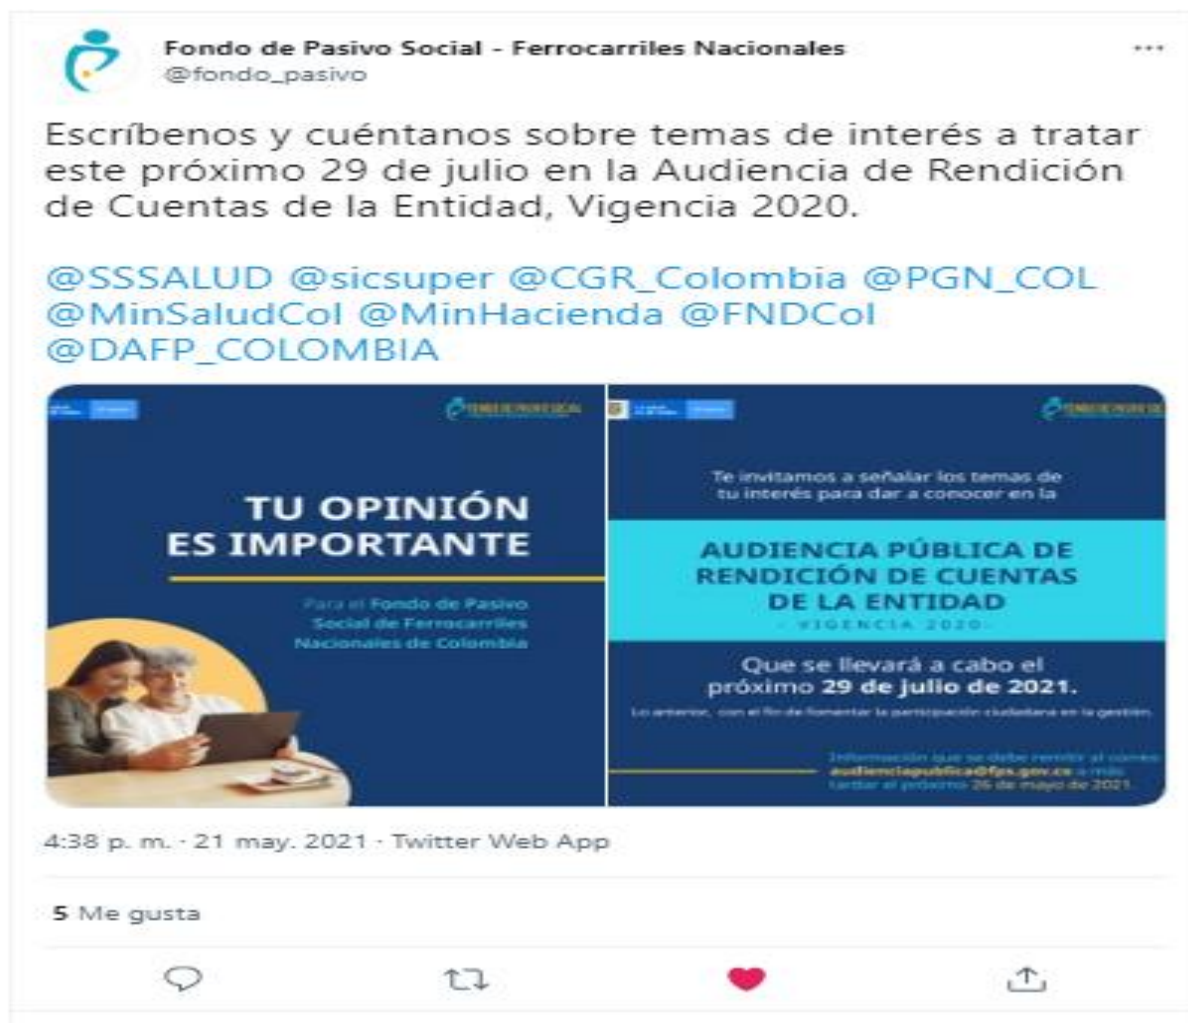 Fondo de Pasivo Social - Ferrocarriles Nacionales
@fondo_pasivo
Escríbenos y cuéntanos sobre temas de interés a tratar
este próximo 29 de julio en la Audiencia de Rendición
de Cuentas de la Entidad, Vigencia 2020.
@SSSALUD @sicsuper @CGR_Colombia @PGN_COL
@MinSaludCol @MinHacienda @FNDCol
@DAFP_COLOMBIA
TU OPINIÓN
ES IMPORTANTE
Para el Fondo de Pasivo
Social de Ferrocarriles
Nacionales de Colombia
Te invitamos a señalar los temas de
tu interés para dar a conocer en la
AUDIENCIA PÚBLICA DE
RENDICIÓN DE CUENTAS
DE LA ENTIDAD
- VIGENCIA 2020-
Que se llevará a cabo el
próximo 29 de julio de 2021.
Lo anterior, con el fin de fomentar la participación ciudadana en la gestión.
Información que se debe remitir al correo
audienciapublica@fps.gov.co a más
tardar el próximo 26 de mayo de 2021
4:38 p. m. · 21 may. 2021 · Twitter Web App
5 Me gusta